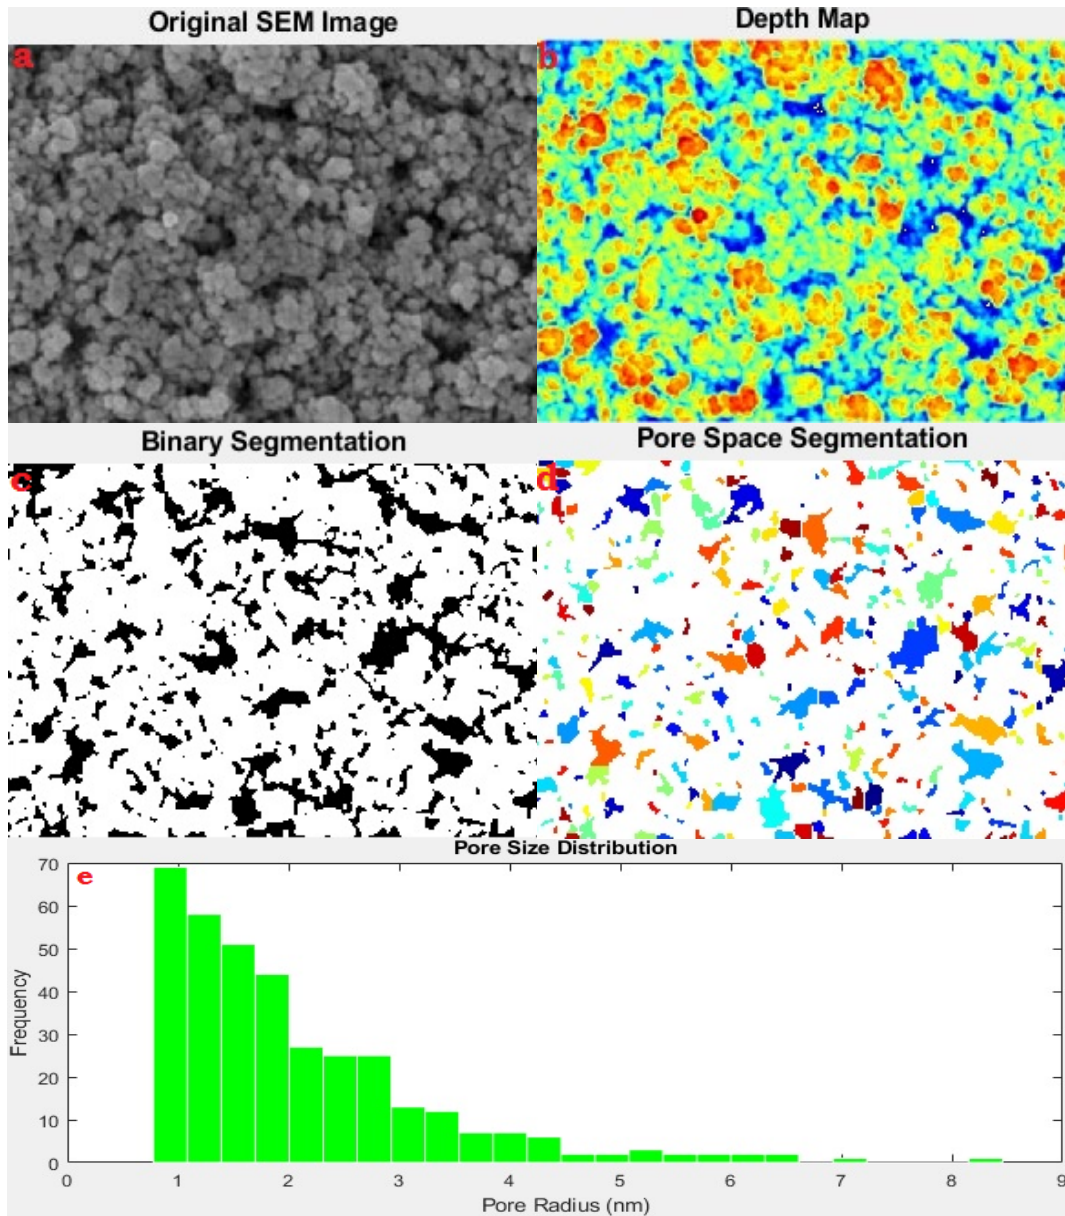 Original SEM Image
Depth Map
a
b
Binary Segmentation
Pore Space Segmentation
c
d
Pore Size Distribution
e
70
60
50
40
30
20
10
0
Frequency
0 1 2 3 4 5 6 7 8 9
Pore Radius (nm)